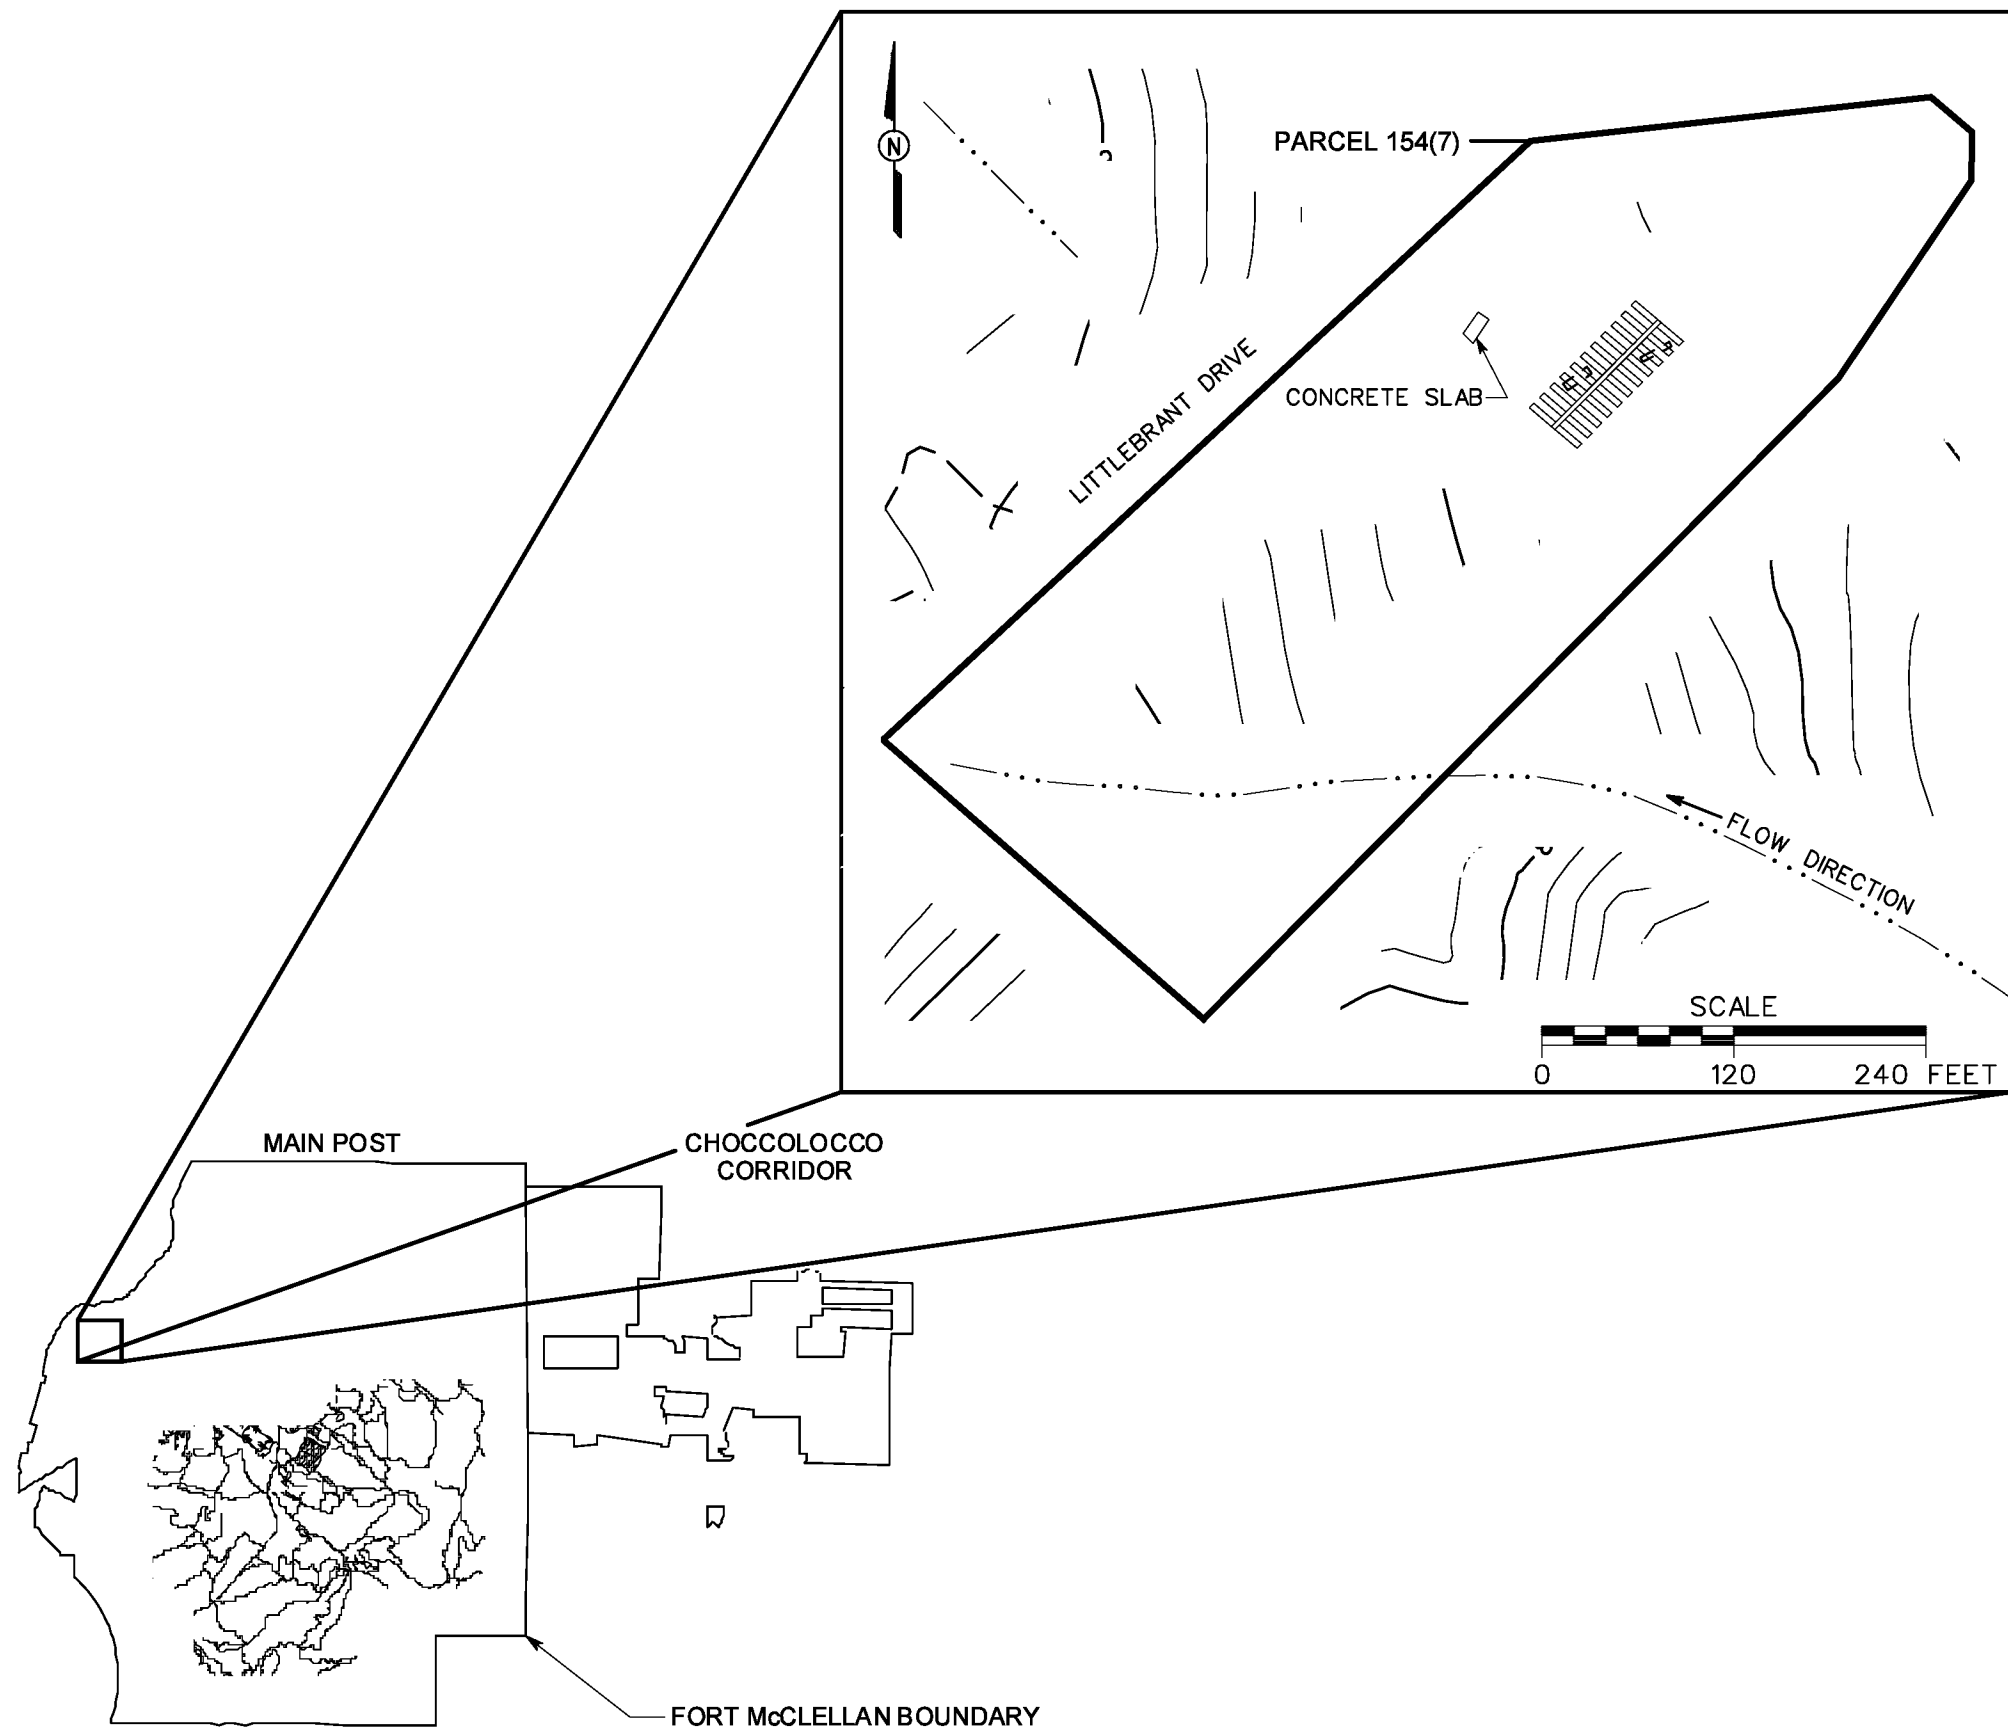 N
PARCEL 154(7)
LITTLEBRANT DRIVE
CONCRETE SLAB
FLOW DIRECTION
SCALE
0 120 240 FEET
MAIN POST
CHOCCOLOCCO
CORRIDOR
FORT McCLELLAN BOUNDARY